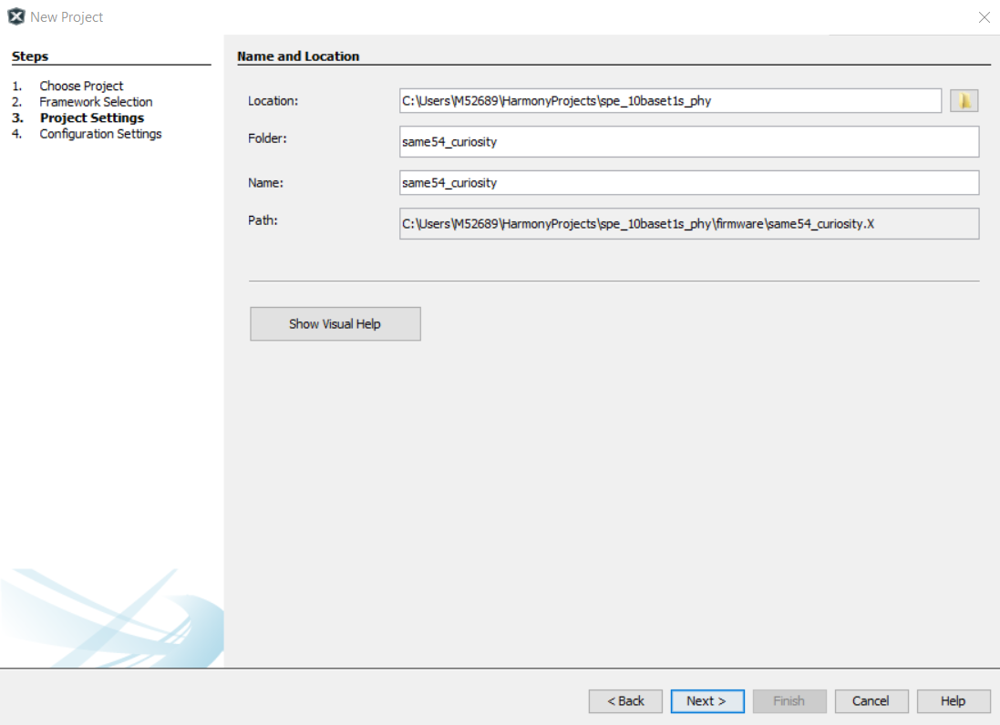 New Project
Steps
1. Choose Project
2. Framework Selection
3. Project Settings
4. Configuration Settings
Name and Location
Location: C:\Users\M52689\HarmonyProjects\spe_10baset1s_phy
Folder: same54_curiosity
Name: same54_curiosity
Path: C:\Users\M52689\HarmonyProjects\spe_10baset1s_phy\firmware\same54_curiosity.X
Show Visual Help
< Back Next > Finish Cancel Help